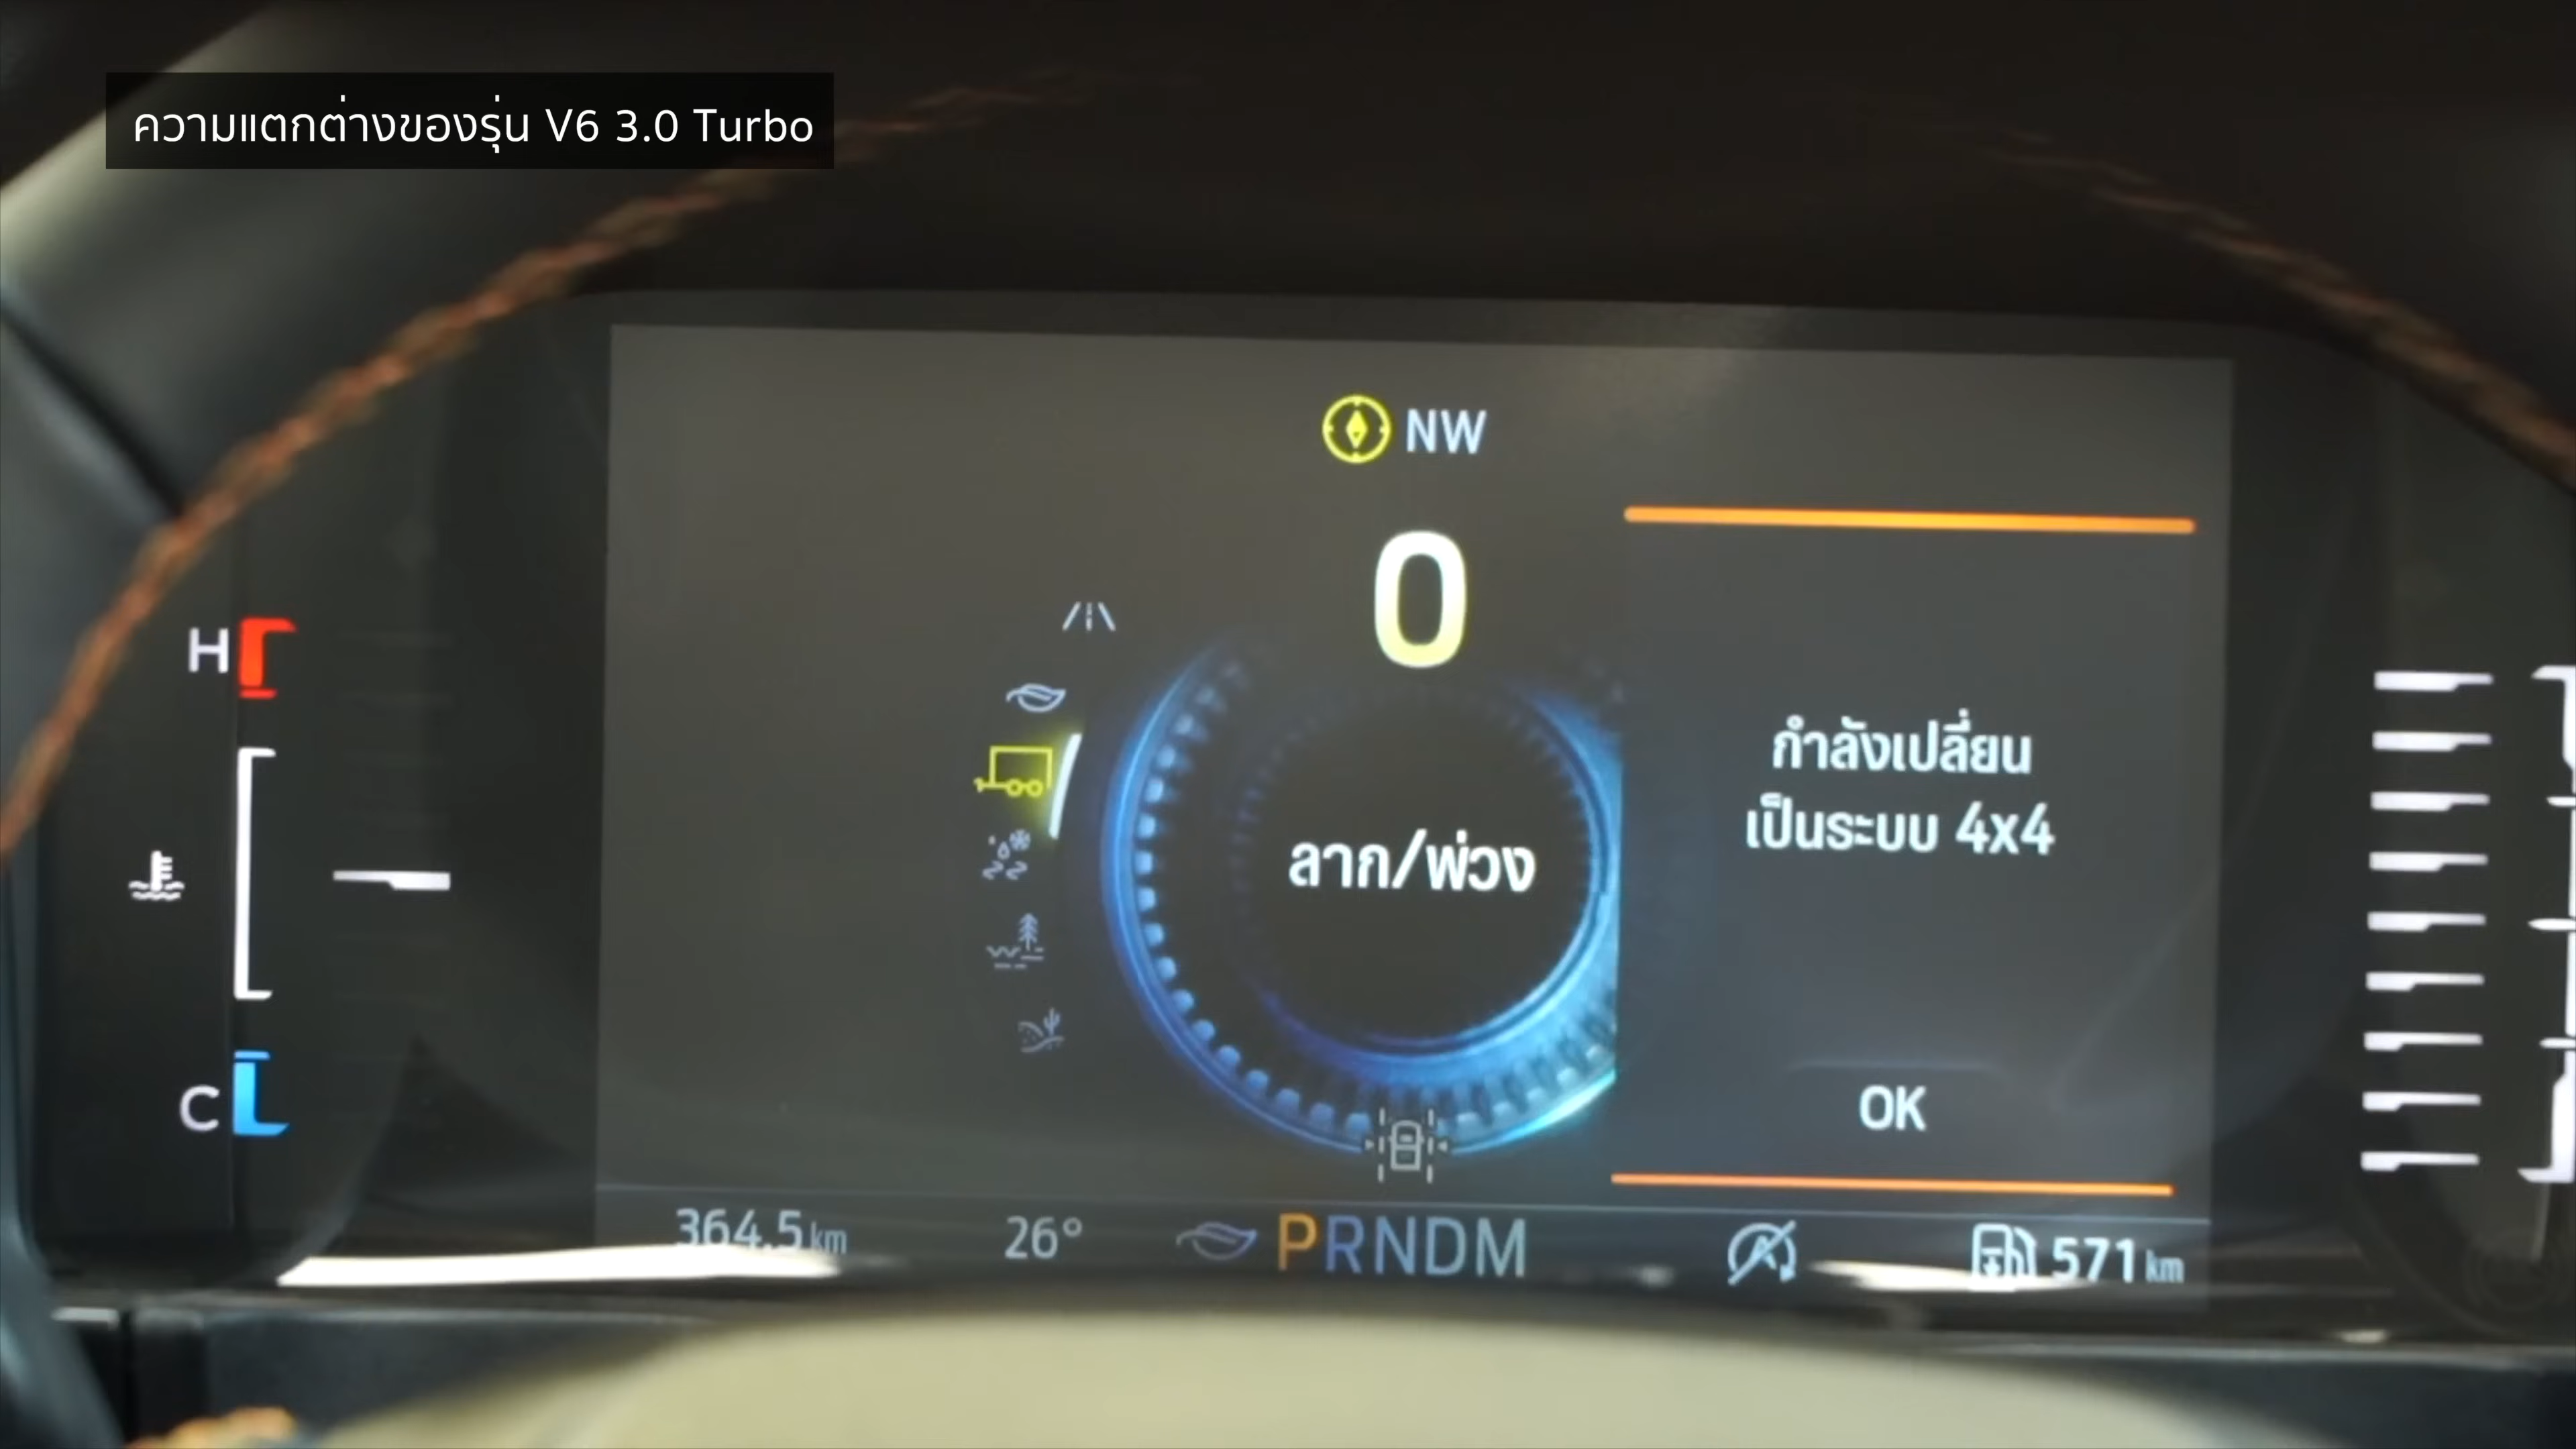 ความแตกต่างของรุ่น V6 3.0 Turbo
NW
0
H
กำลังเปลี่ยน
เป็นระบบ 4x4
ลาก/พ่วง
C
OK
364.5 km
26°
PRNDM
A
571 km